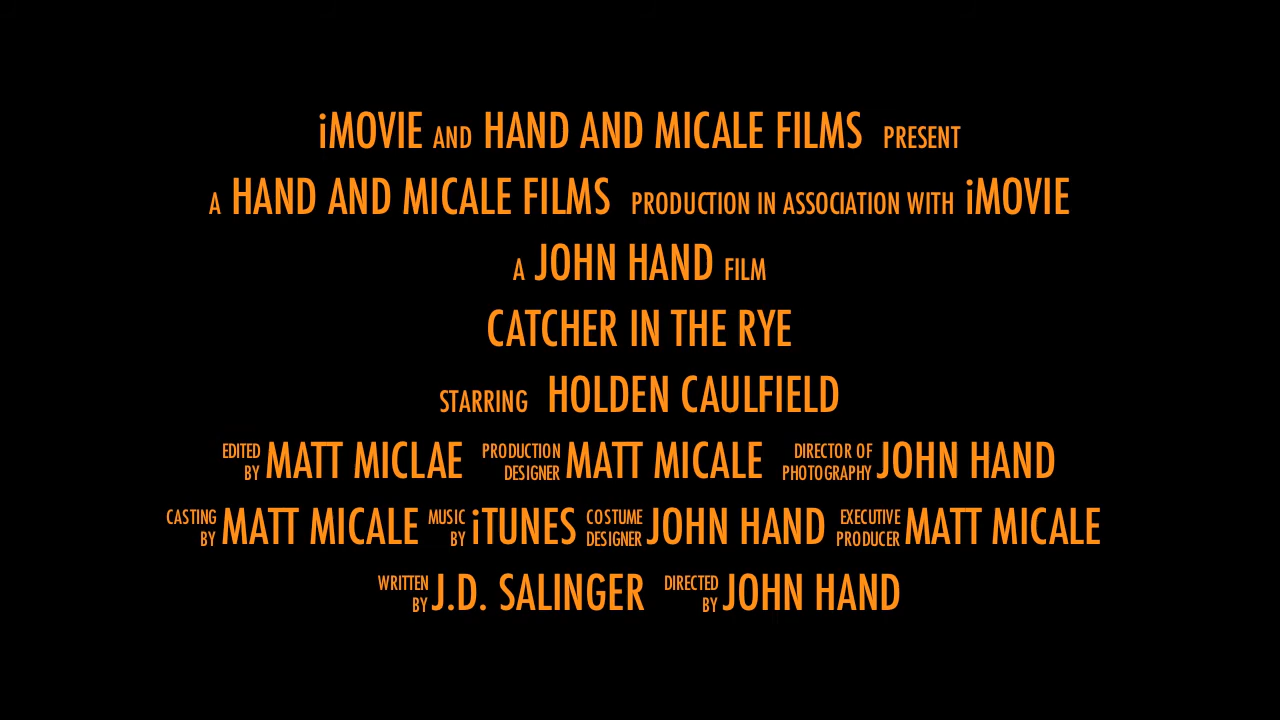 iMOVIE AND HAND AND MICALE FILMS PRESENT
A HAND AND MICALE FILMS PRODUCTION IN ASSOCIATION WITH iMOVIE
A JOHN HAND FILM
CATCHER IN THE RYE
STARRING HOLDEN CAULFIELD
EDITED BY MATT MICLAE PRODUCTION DESIGNER MATT MICALE DIRECTOR OF PHOTOGRAPHY JOHN HAND
CASTING BY MATT MICALE MUSIC BY iTUNES COSTUME DESIGNER JOHN HAND EXECUTIVE PRODUCER MATT MICALE
WRITTEN BY J.D. SALINGER DIRECTED BY JOHN HAND